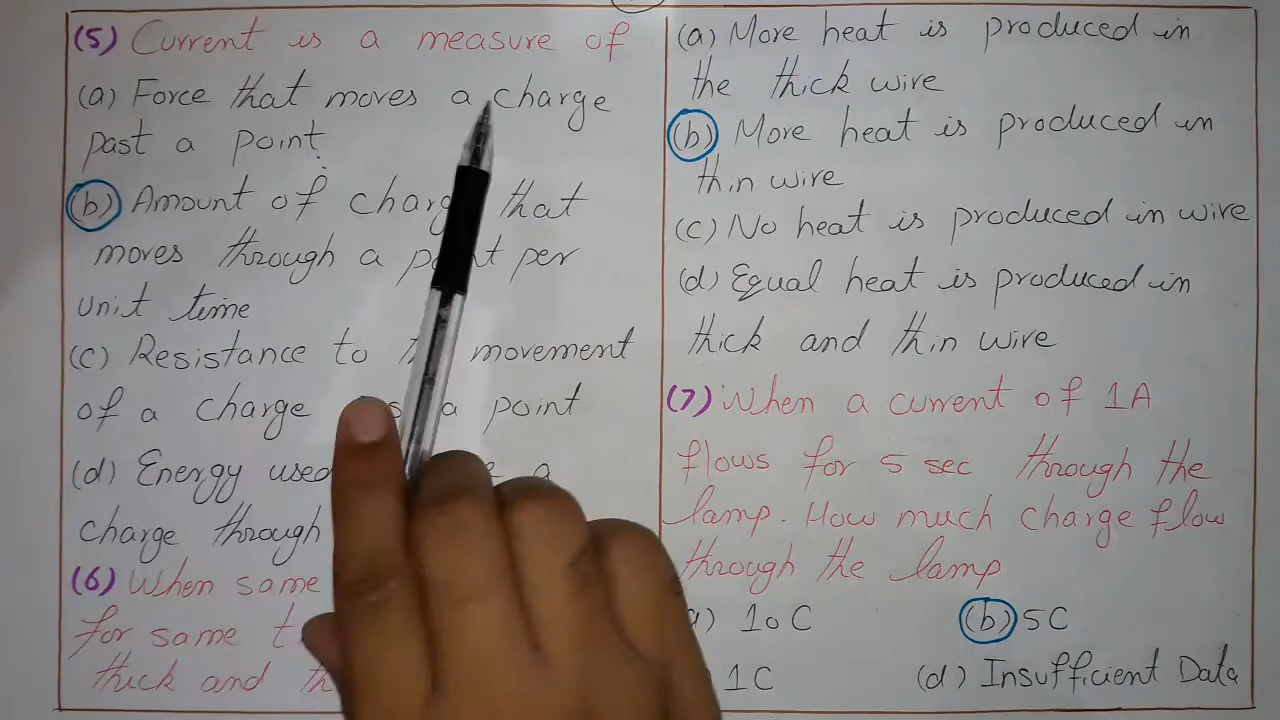 (5) Current is a measure of
(a) Force that moves a charge
past a point
(b) Amount of charge that
moves through a point per
unit time
(c) Resistance to movement
of a charge a point
(d) Energy used a
charge through
(6) When same
for same
thick and
(a) More heat is produced in
the thick wire
(b) More heat is produced in
thin wire
(c) No heat is produced in wire
(d) Equal heat is produced in
thick and thin wire
(7) When a current of 1A
flows for 5 sec through the
lamp. How much charge flow
through the lamp
) 10 C (b) 5C
1C (d) Insufficient Data